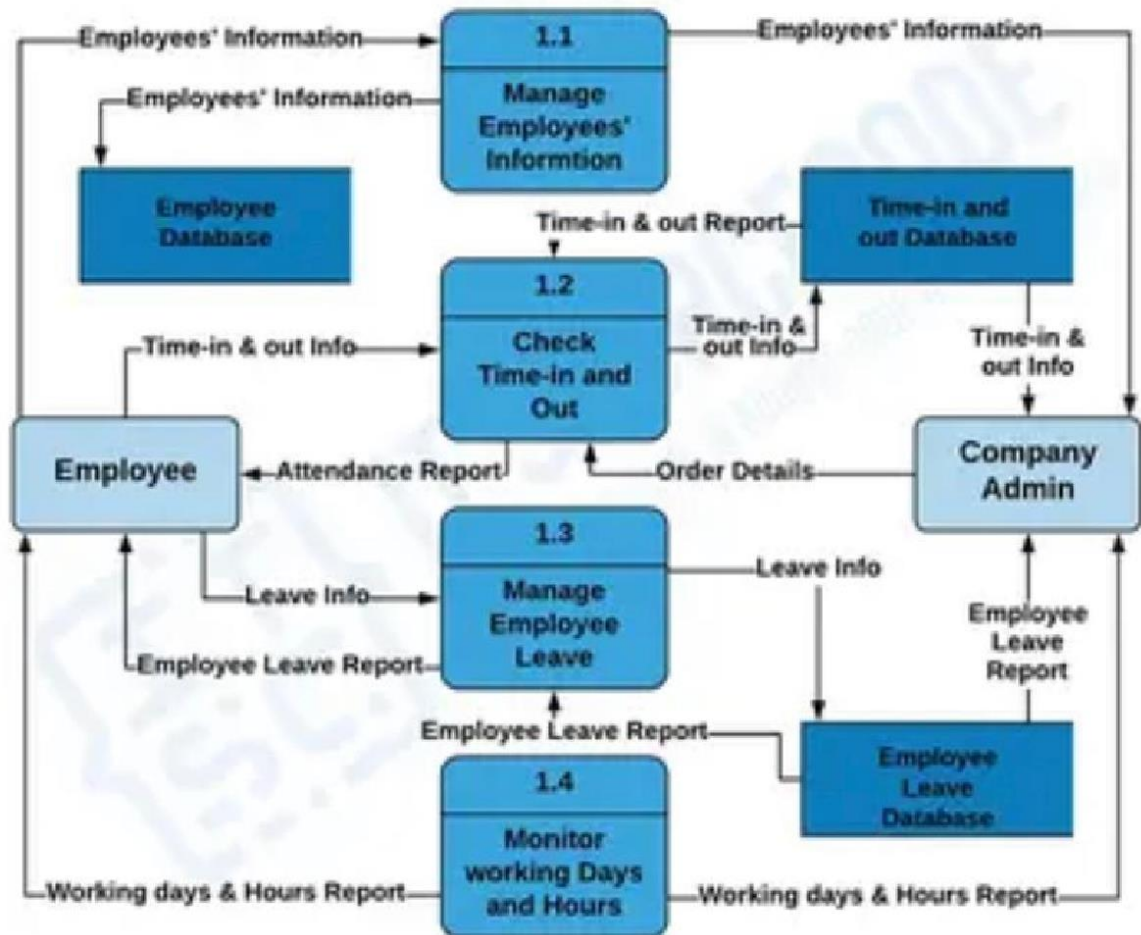 Employees' Information
1.1
Employees' Information
Employees' Information
Manage
Employees'
Informtion
Employee
Database
Time-in & out Report
Time-in and
out Database
1.2
Time-in & out Info
Check
Time-in and
Out
Time-in &
out Info
Time-in &
out Info
Employee
Attendance Report
Order Details
Company
Admin
1.3
Leave Info
Manage
Employee
Leave
Leave Info
Employee Leave Report
Employee
Leave
Report
Employee Leave Report
1.4
Employee
Leave
Database
Monitor
working Days
and Hours
Working days & Hours Report
Working days & Hours Report